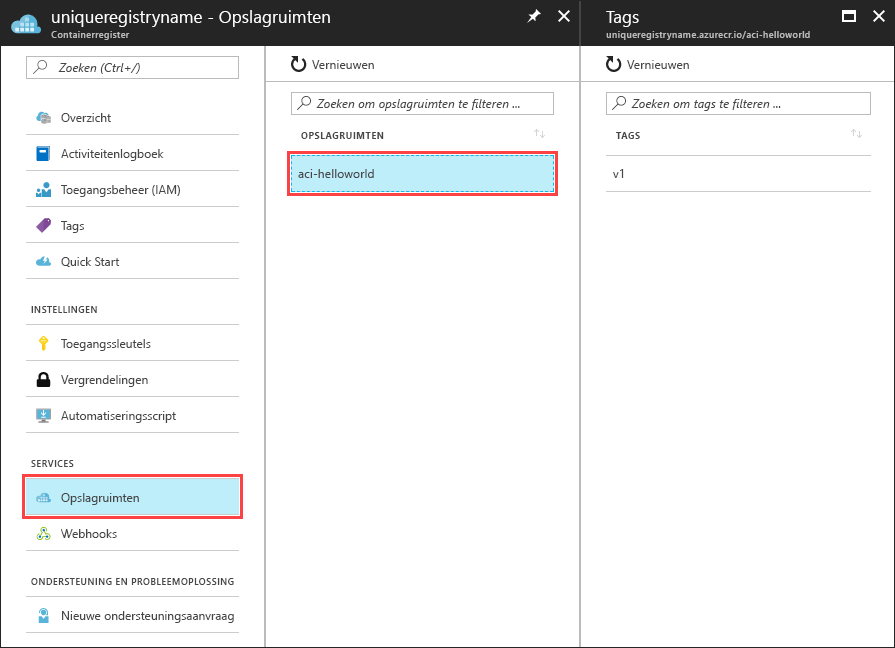 uniqueregistryname - Opslagruimten
Containerregister
Zoeken (Ctrl+/)
Overzicht
Activiteitenlogboek
Toegangsbeheer (IAM)
Tags
Quick Start
INSTELLINGEN
Toegangssleutels
Vergrendelingen
Automatiseringsscript
SERVICES
Opslagruimten
Webhooks
ONDERSTEUNING EN PROBLEEMOPLOSSING
Nieuwe ondersteuningsaanvraag
Vernieuwen
Zoeken om opslagruimten te filteren ...
OPSLAGRUIMTEN
aci-helloworld
Tags
uniqueregistryname.azurecr.io/aci-helloworld
Vernieuwen
Zoeken om tags te filteren ...
TAGS
v1